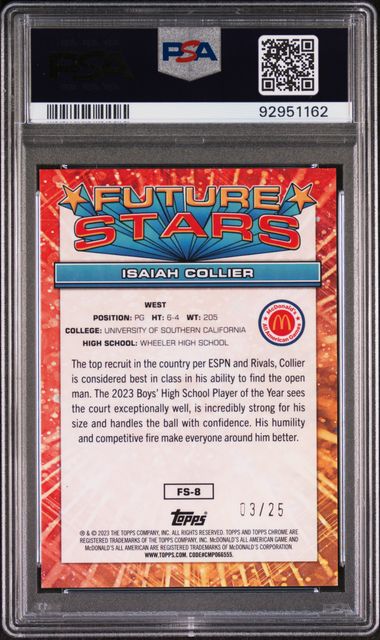 PSA
PSA
92951162
FUTURE
STARS
ISAIAH COLLIER
WEST
POSITION: PG HT: 6-4 WT: 205
COLLEGE: UNIVERSITY OF SOUTHERN CALIFORNIA
HIGH SCHOOL: WHEELER HIGH SCHOOL
McDonald's
All American Games
The top recruit in the country per ESPN and Rivals, Collier
is considered best in class in his ability to find the open
man. The 2023 Boys' High School Player of the Year sees
the court exceptionally well, is incredibly strong for his
size and handles the ball with confidence. His humility
and competitive fire make everyone around him better.
FS-8
03/25
Topps
® & © 2023 THE TOPPS COMPANY, INC. ALL RIGHTS RESERVED. TOPPS AND TOPPS CHROME ARE
REGISTERED TRADEMARKS OF THE TOPPS COMPANY, INC. McDONALD'S ALL AMERICAN GAME AND
McDONALD'S ALL AMERICAN ARE REGISTERED TRADEMARKS OF McDONALD'S CORPORATION
WWW.TOPPS.COM. CODE#CMP066555.